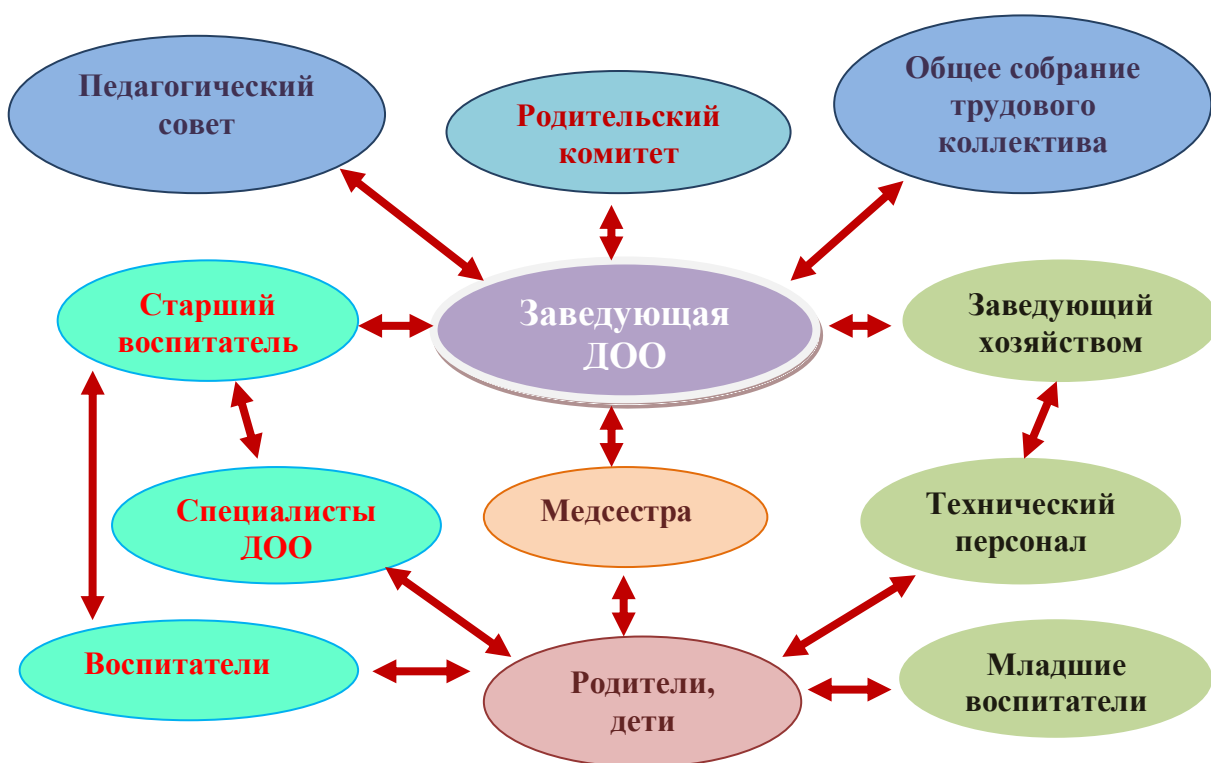 Педагогический
совет
Родительский
комитет
Общее собрание
трудового
коллектива
Старший
воспитатель
Заведующая
ДОО
Заведующий
хозяйством
Специалисты
ДОО
Медсестра
Технический
персонал
Воспитатели
Родители,
дети
Младшие
воспитатели